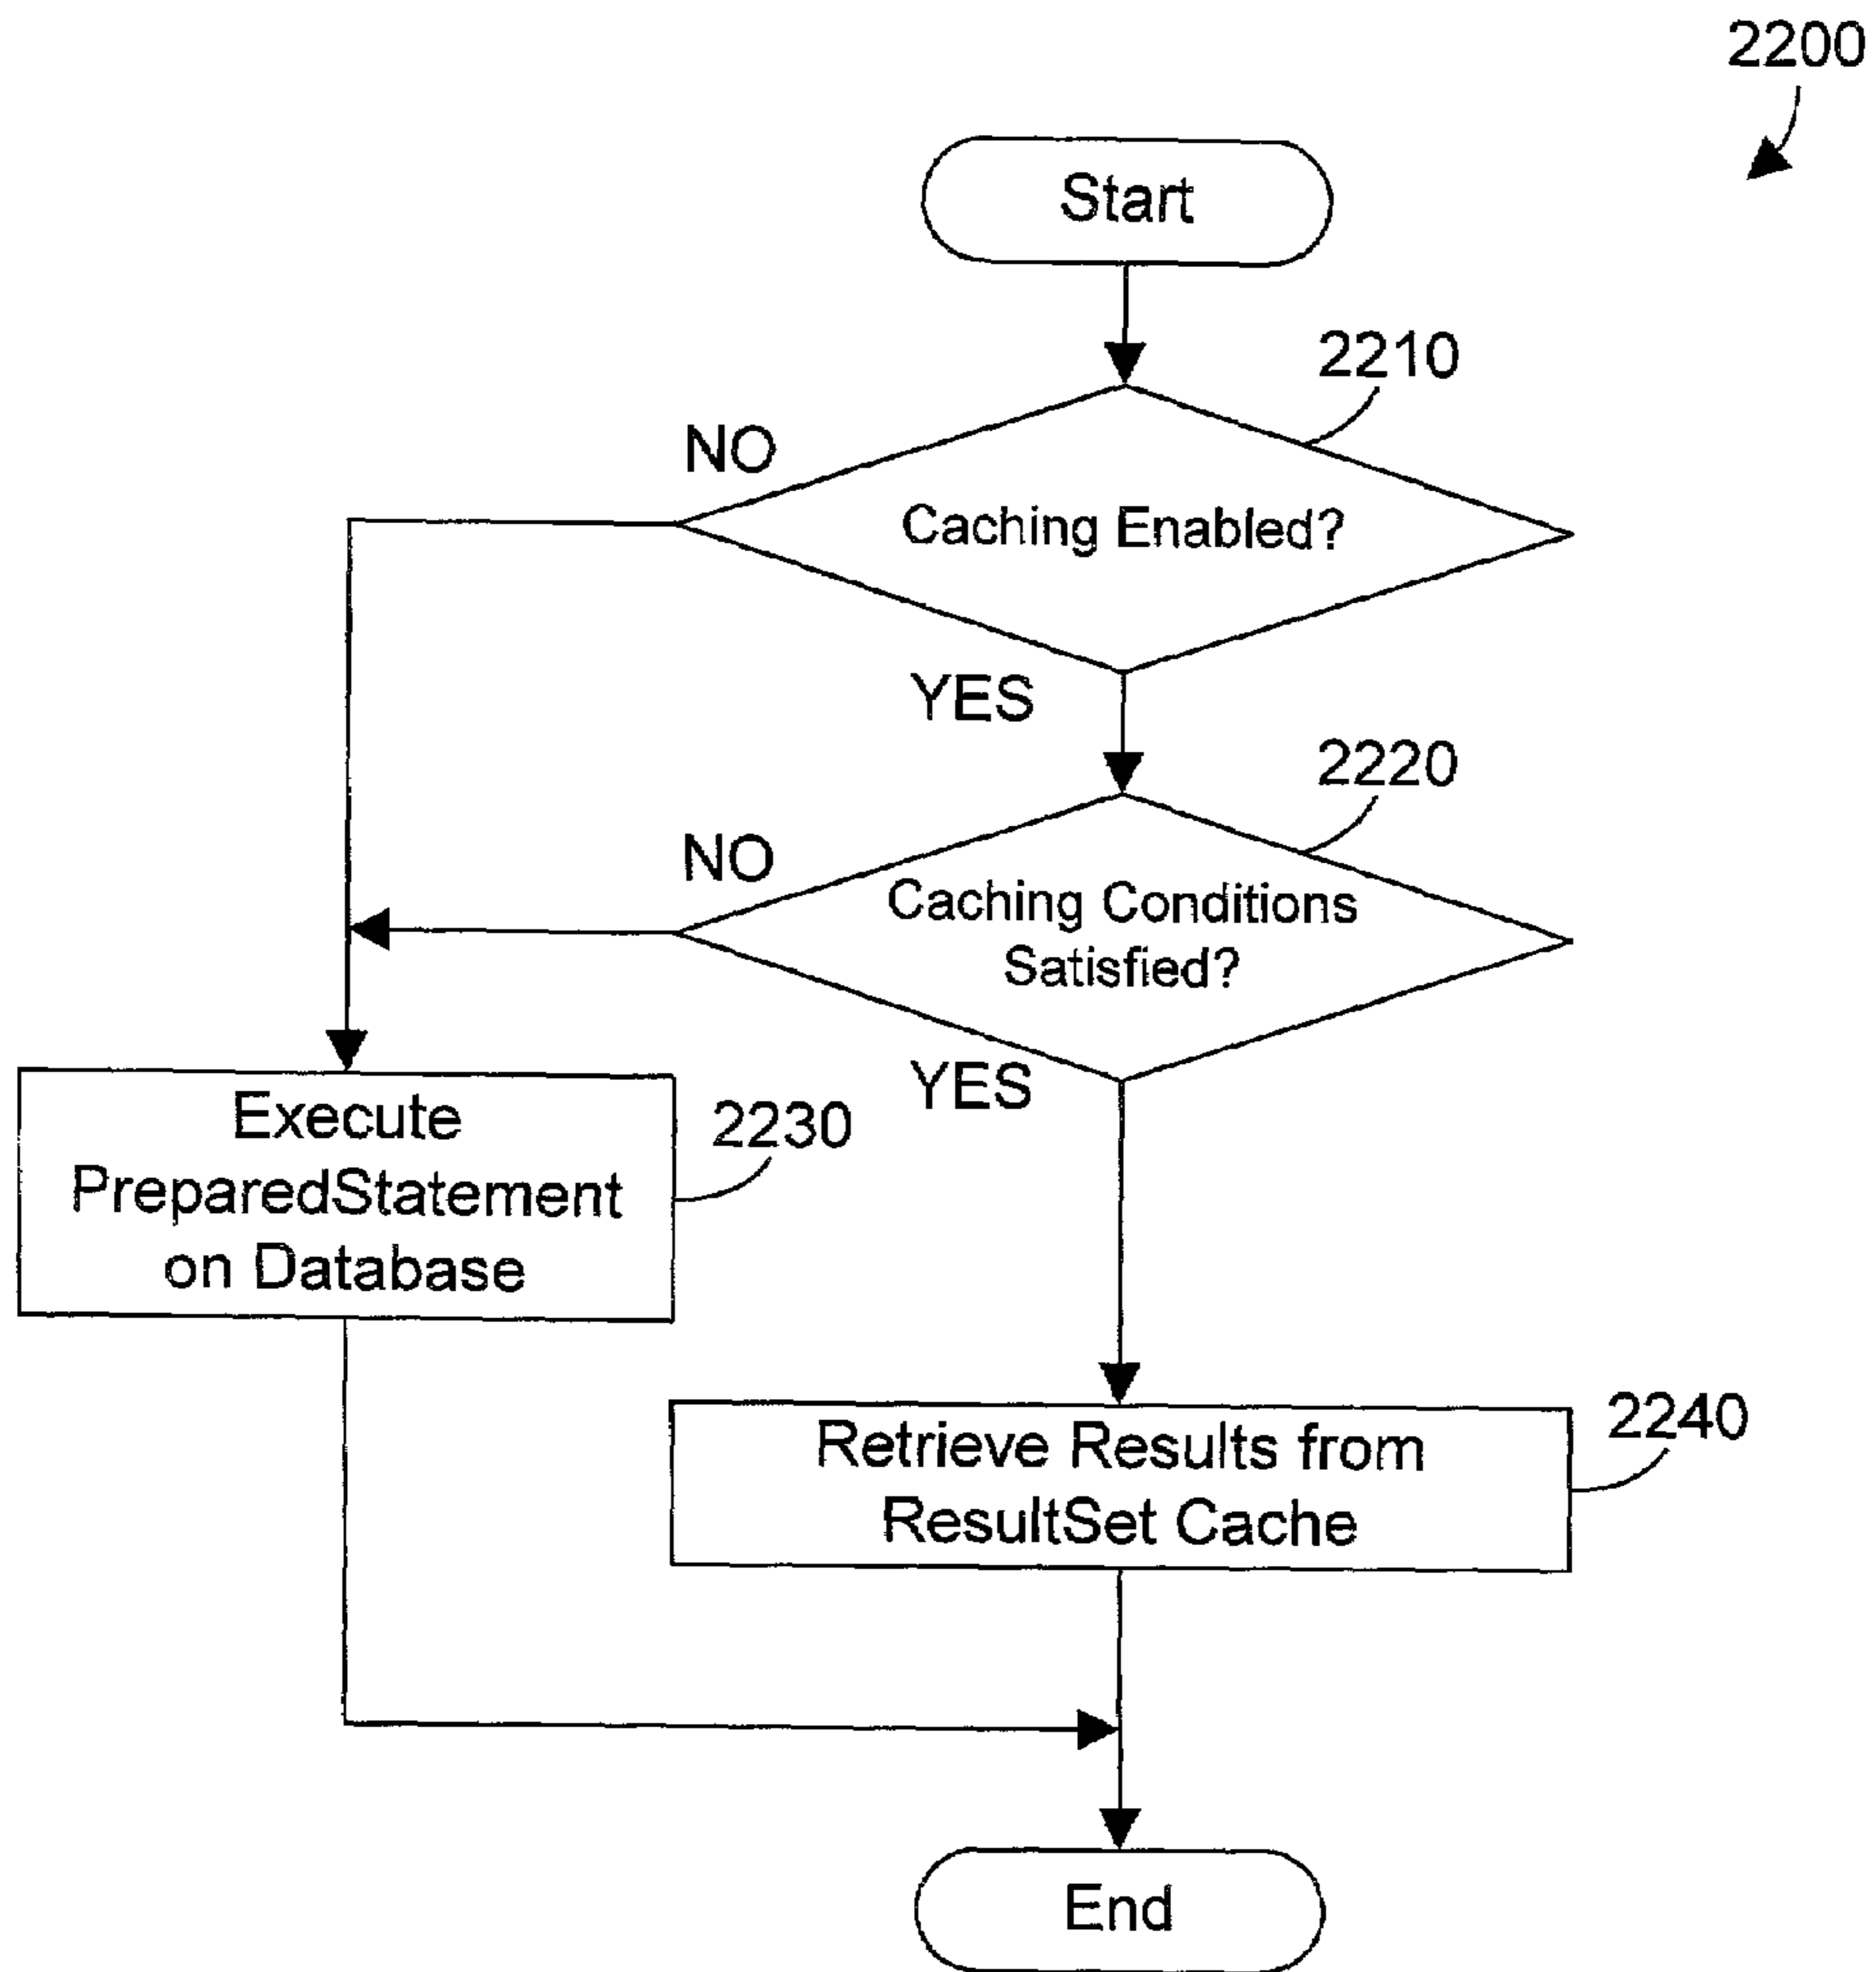 2200
Start
2210
NO
Caching Enabled?
YES
2220
NO
Caching Conditions
Satisfied?
YES
Execute
PreparedStatement
on Database
2230
2240
Retrieve Results from
ResultSet Cache
End